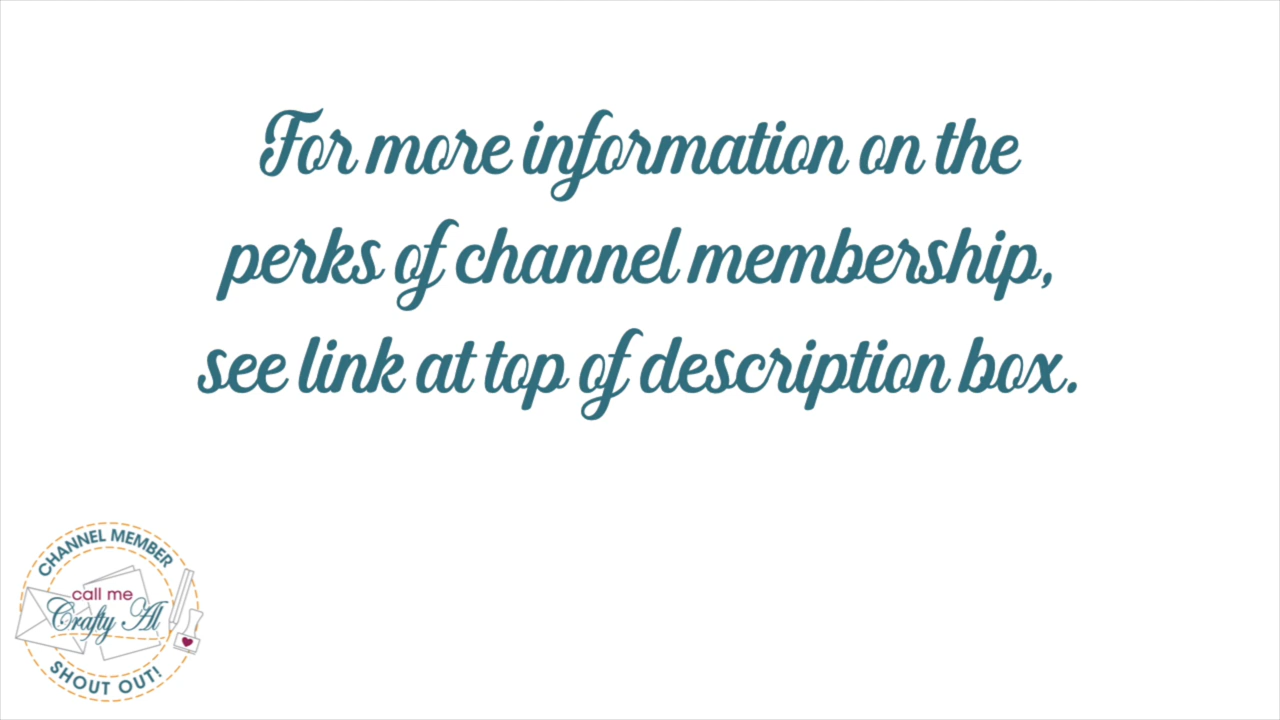 For more information on the
perks of channel membership,
see link at top of description box.
CHANNEL MEMBER
call me
Crafty Al
SHOUT OUT!